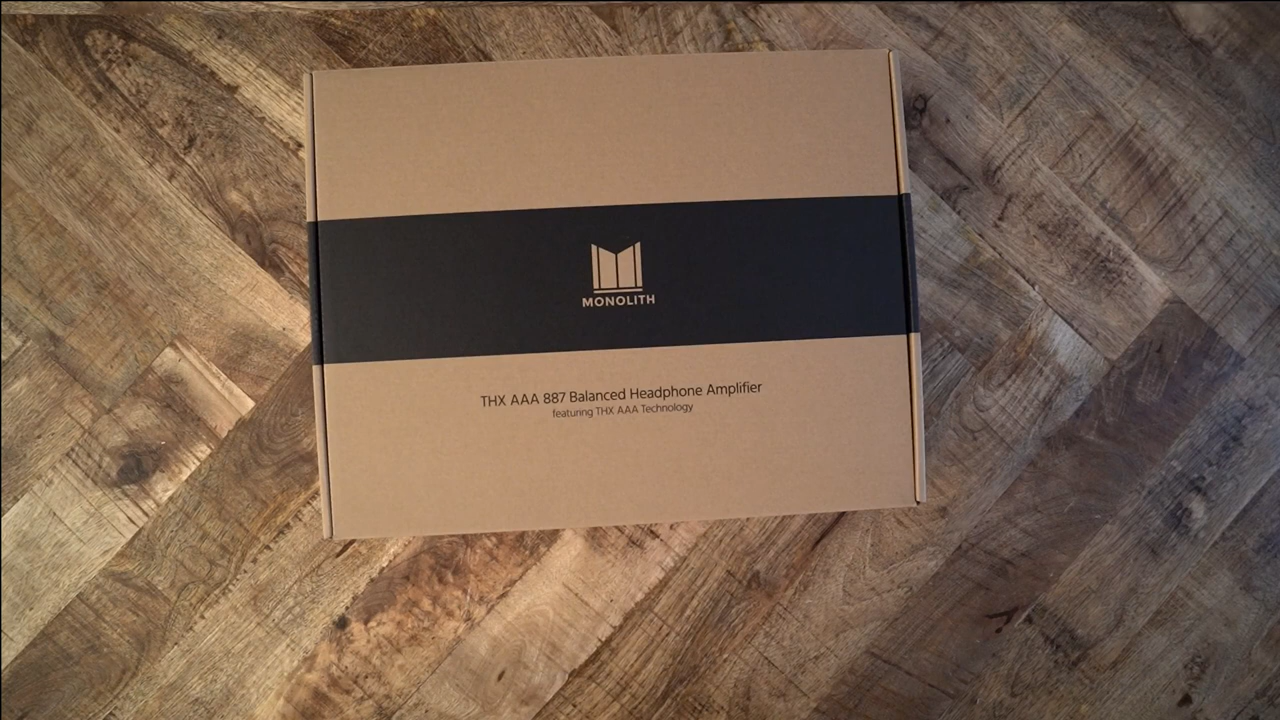 MONOLITH
THX AAA 887 Balanced Headphone Amplifier
featuring THX AAA Technology